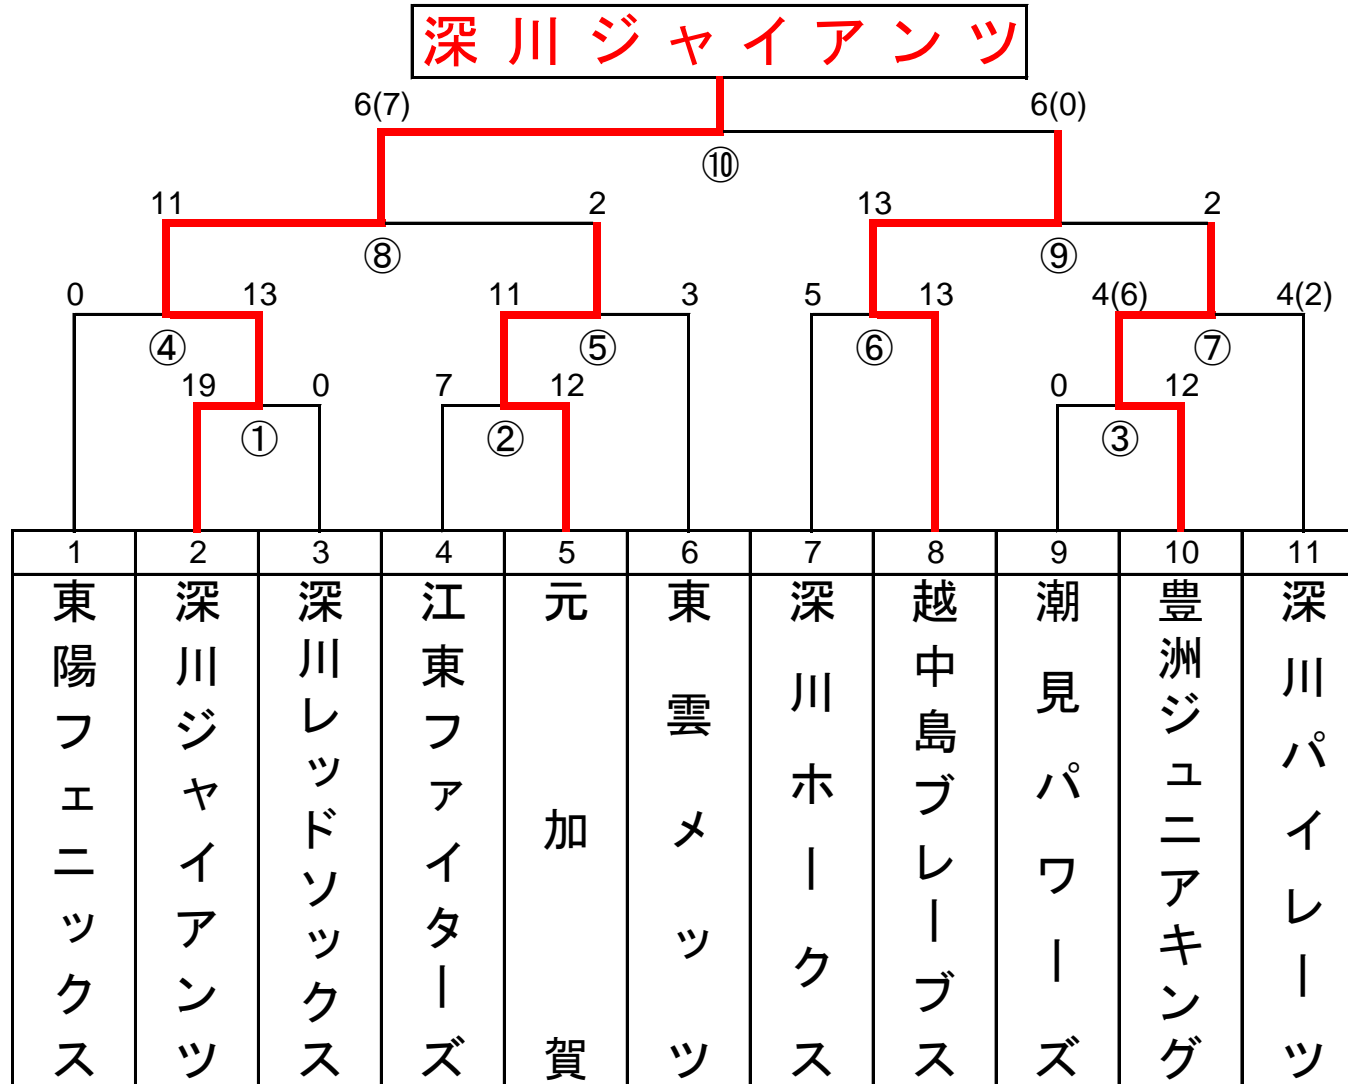 深川ジャイアンツ
6(7) 6(0)
⑩
11 2 13 2
⑧ ⑨
0 13 11 3 5 13 4(6) 4(2)
④ ⑤ ⑥ ⑦
19 0 7 12 0 12
① ② ③
1 2 3 4 5 6 7 8 9 10 11
東陽フェニックス
深川ジャイアンツ
深川レッドソックス
江東ファイターズ
元加賀
東雲メッツ
深川ホークス
越中島ブレーブス
潮見パワーズ
豊洲ジュニアキング
深川パイレーツ